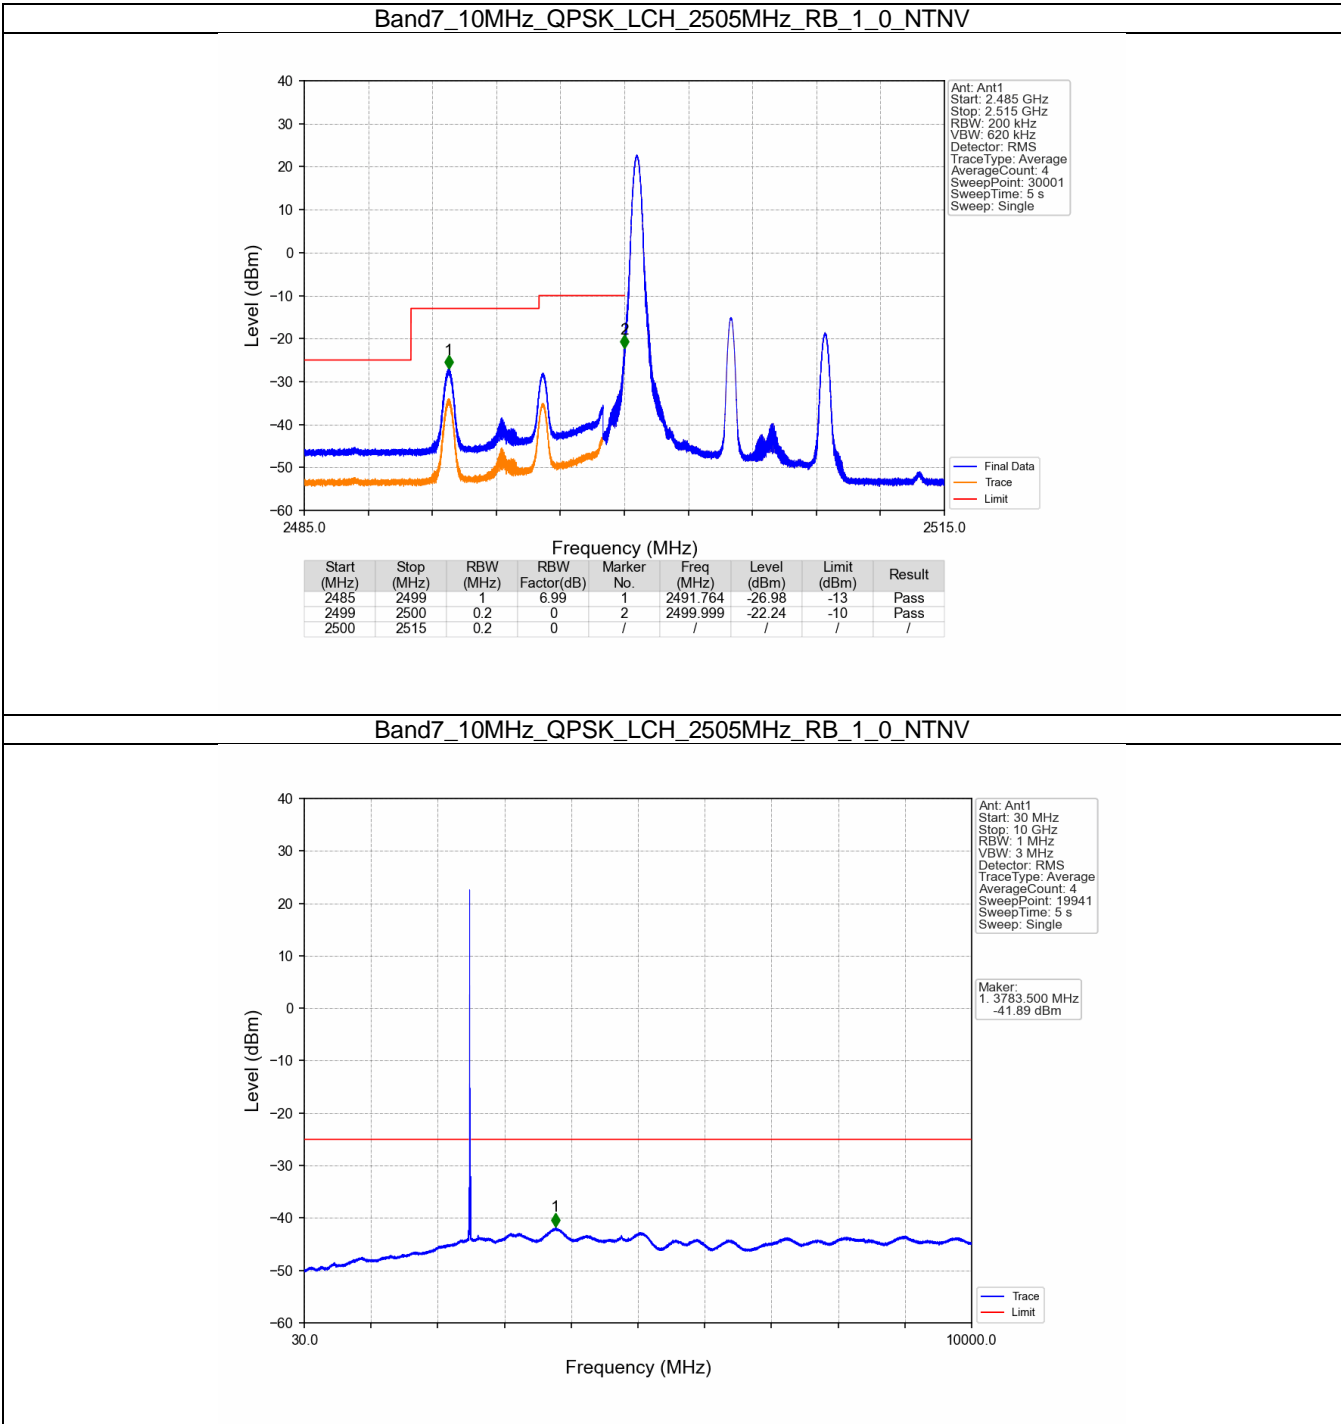 Band7_10MHz_QPSK_LCH_2505MHz_RB_1_0_NTNV
40
30
20
10
0
−10
−20
−30
−40
−50
−60
Level (dBm)
1
2
2485.0
2515.0
Frequency (MHz)
Ant: Ant1
Start: 2.485 GHz
Stop: 2.515 GHz
RBW: 200 kHz
VBW: 620 kHz
Detector: RMS
TraceType: Average
AverageCount: 4
SweepPoint: 30001
SweepTime: 5 s
Sweep: Single
Final Data
Trace
Limit
Start (MHz) Stop (MHz) RBW (MHz) RBW Factor(dB) Marker No. Freq (MHz) Level (dBm) Limit (dBm) Result
2485 2499 1 6.99 1 2491.764 -26.98 -13 Pass
2499 2500 0.2 0 2 2499.999 -22.24 -10 Pass
2500 2515 0.2 0 / / / / /
Band7_10MHz_QPSK_LCH_2505MHz_RB_1_0_NTNV
40
30
20
10
0
−10
−20
−30
−40
−50
−60
Level (dBm)
1
30.0
10000.0
Frequency (MHz)
Ant: Ant1
Start: 30 MHz
Stop: 10 GHz
RBW: 1 MHz
VBW: 3 MHz
Detector: RMS
TraceType: Average
AverageCount: 4
SweepPoint: 19941
SweepTime: 5 s
Sweep: Single
Maker:
1. 3783.500 MHz
-41.89 dBm
Trace
Limit